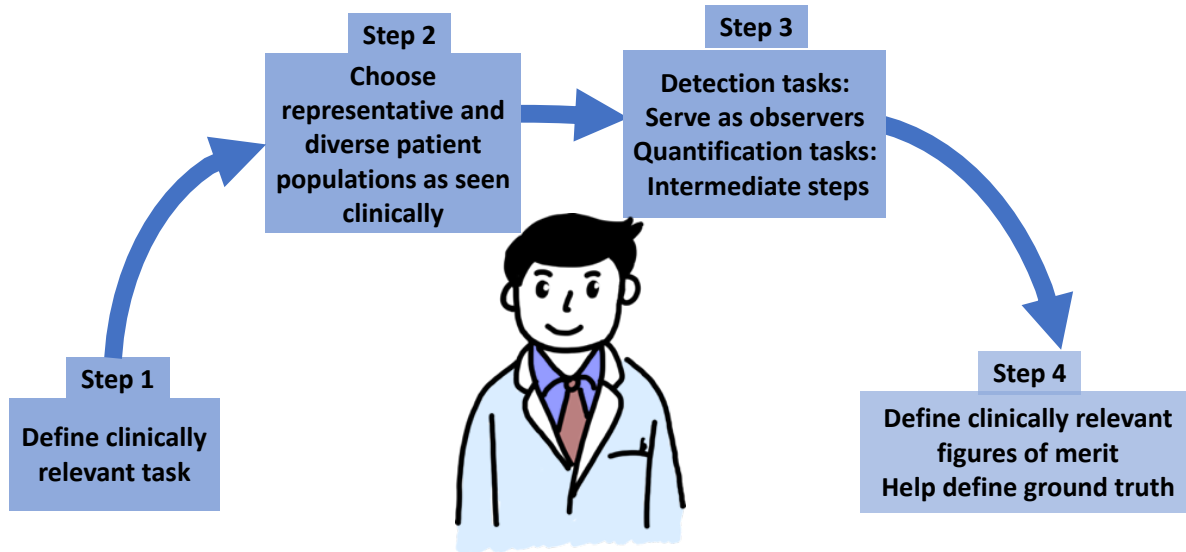 Step 1
Define clinically
relevant task
Step 2
Choose
representative and
diverse patient
populations as seen
clinically
Step 3
Detection tasks:
Serve as observers
Quantification tasks:
Intermediate steps
Step 4
Define clinically relevant
figures of merit
Help define ground truth